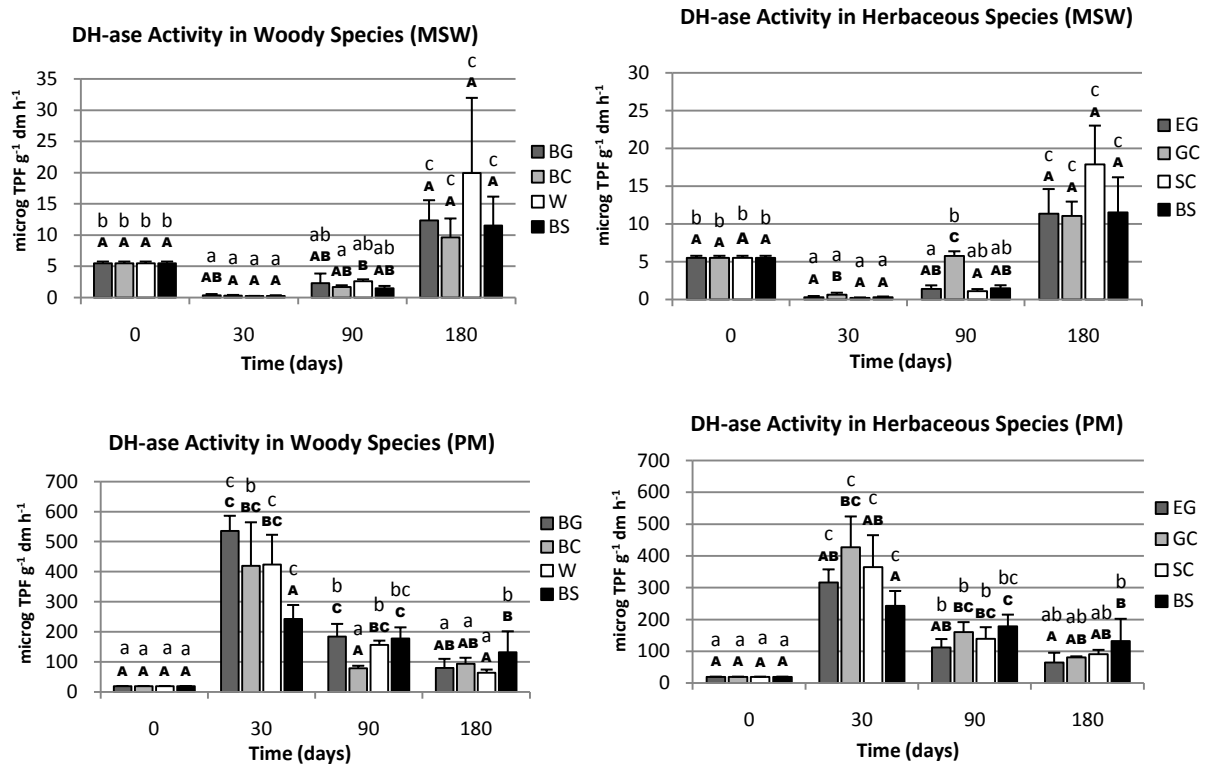 DH-ase Activity in Woody Species (MSW)
microg TPF g⁻¹ dm h⁻¹
35
30
25
20
15
10
5
0
b b b b
A A A A
a a a a
AB A A A
ab a ab ab
AB AB B AB
c c c c
A A A A
0 30 90 180
Time (days)
BG
BC
W
BS
DH-ase Activity in Herbaceous Species (MSW)
microg TPF g⁻¹ dm h⁻¹
30
25
20
15
10
5
0
b b b b
A A A A
a a a a
A B A A
a b ab ab
AB C A AB
c c c c
A A A A
0 30 90 180
Time (days)
EG
GC
SC
BS
DH-ase Activity in Woody Species (PM)
microg TPF g⁻¹ dm h⁻¹
700
600
500
400
300
200
100
0
a a a a
A A A A
c b c c
C BC BC A
b a b bc
C A BC C
a a a b
AB AB A B
0 30 90 180
Time (days)
BG
BC
W
BS
DH-ase Activity in Herbaceous Species (PM)
microg TPF g⁻¹ dm h⁻¹
700
600
500
400
300
200
100
0
a a a a
A A A A
c c c c
AB BC AB A
b b b bc
AB BC BC C
ab ab ab b
A AB AB B
0 30 90 180
Time (days)
EG
GC
SC
BS